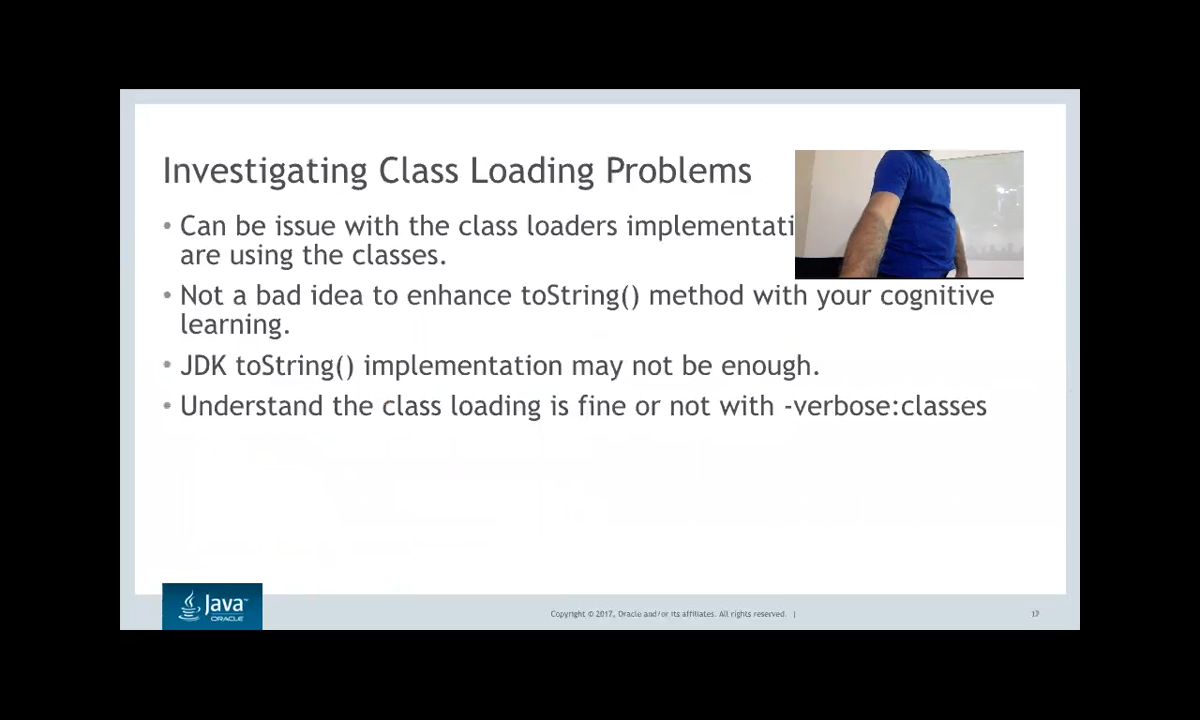 Investigating Class Loading Problems
• Can be issue with the class loaders
are using the classes.
• Not a bad idea to enhance toString() method with your cognitive
learning.
• JDK toString() implementation may not be enough.
• Understand the class loading is fine or not with -verbose:classes
Java™
ORACLE
Copyright © 2017, Oracle and/or its affiliates. All rights reserved. |